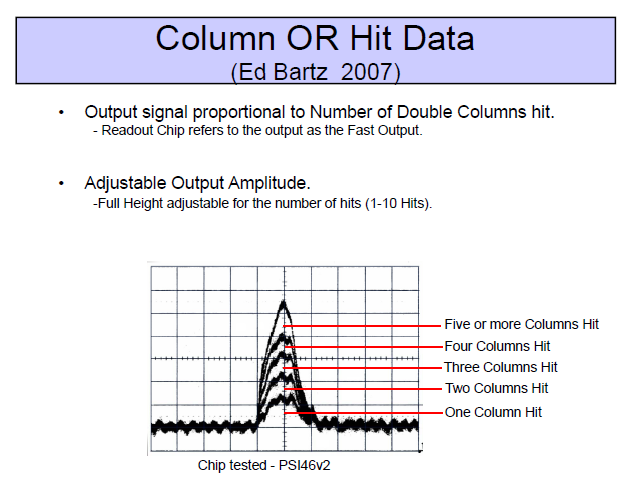 Column OR Hit Data
(Ed Bartz 2007)
• Output signal proportional to Number of Double Columns hit.
- Readout Chip refers to the output as the Fast Output.
• Adjustable Output Amplitude.
-Full Height adjustable for the number of hits (1-10 Hits).
Five or more Columns Hit
Four Columns Hit
Three Columns Hit
Two Columns Hit
One Column Hit
Chip tested - PSI46v2